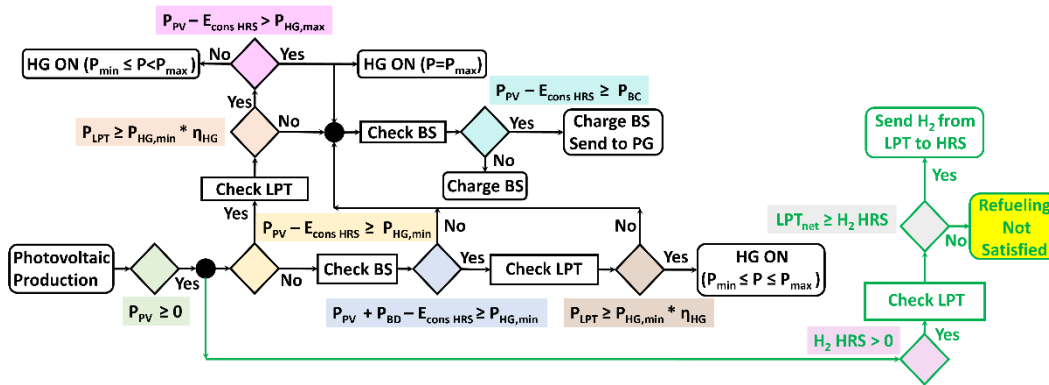 P_PV – E_cons HRS > P_HG,max
No
Yes
HG ON (P_min ≤ P<P_max)
HG ON (P=P_max)
P_PV – E_cons HRS ≥ P_BC
Yes
P_LPT ≥ P_HG,min * η_HG
No
Check BS
Yes
Charge BS
Send to PG
No
Charge BS
Check LPT
Yes
P_PV – E_cons HRS ≥ P_HG,min
No
No
Photovoltaic
Production
Yes
No
Check BS
Yes
Check LPT
Yes
HG ON
(P_min ≤ P ≤ P_max)
P_PV ≥ 0
P_PV + P_BD – E_cons HRS ≥ P_HG,min
P_LPT ≥ P_HG,min * η_HG
Send H₂ from
LPT to HRS
Yes
LPT_net ≥ H₂ HRS
No
Refueling
Not
Satisfied
Check LPT
Yes
H₂ HRS > 0